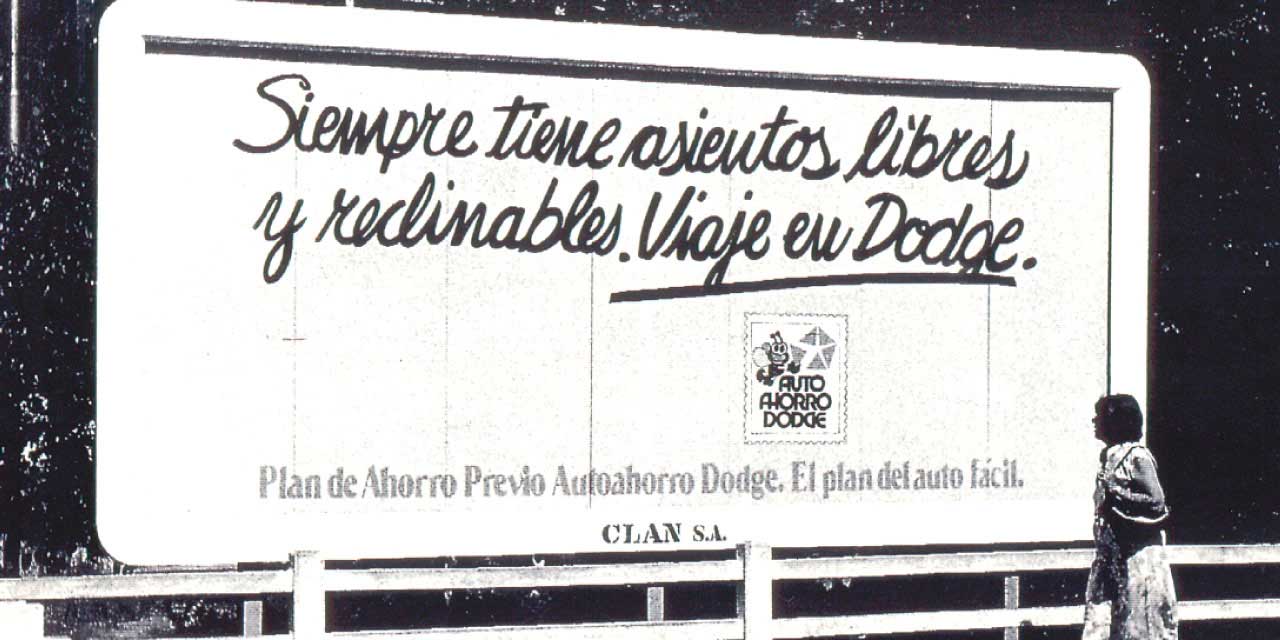 Siempre tiene asientos libres
y reclinables. Viaje en Dodge.
AUTO
AHORRO
DODGE
Plan de Ahorro Previo Autoahorro Dodge. El plan del auto fácil.
CLAN S.A.